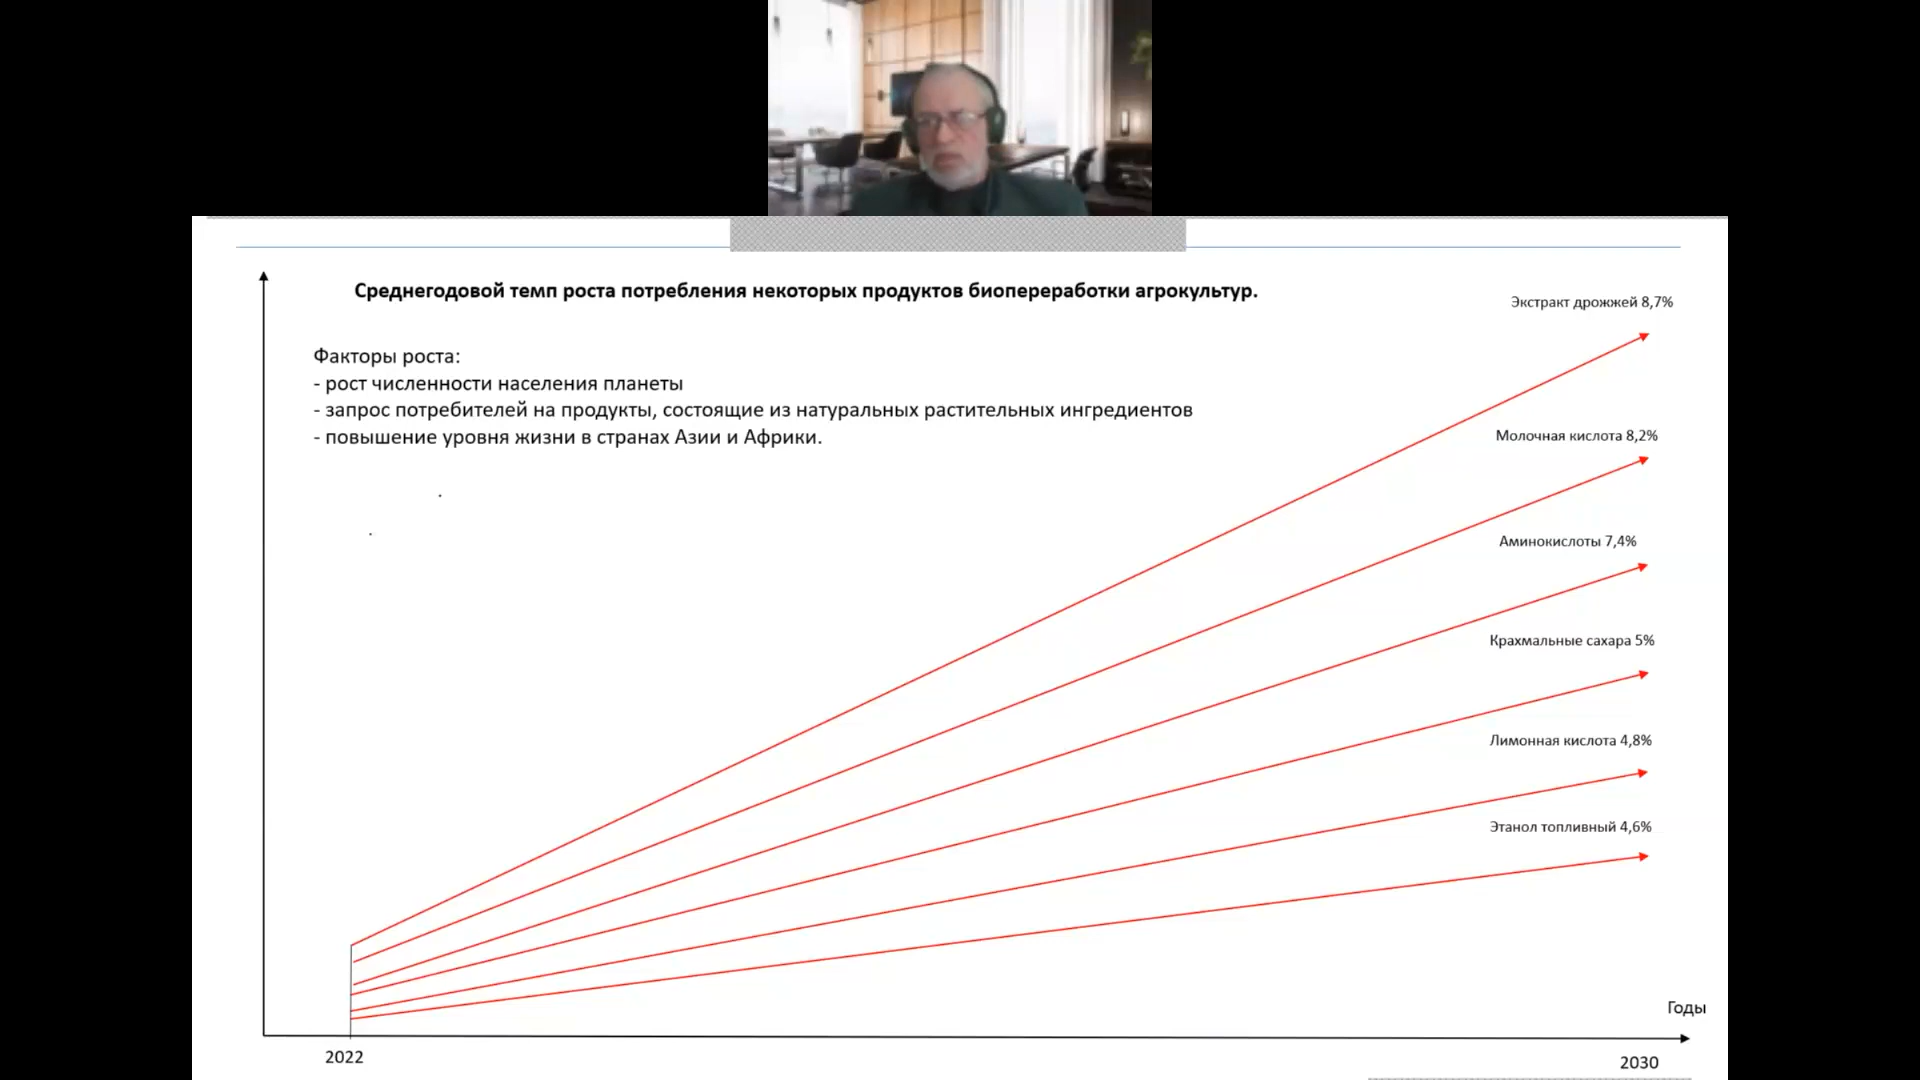 Среднегодовой темп роста потребления некоторых продуктов биопереработки агрокультур.
Факторы роста:
- рост численности населения планеты
- запрос потребителей на продукты, состоящие из натуральных растительных ингредиентов
- повышение уровня жизни в странах Азии и Африки.
Экстракт дрожжей 8,7%
Молочная кислота 8,2%
Аминокислоты 7,4%
Крахмальные сахара 5%
Лимонная кислота 4,8%
Этанол топливный 4,6%
Годы
2022
2030